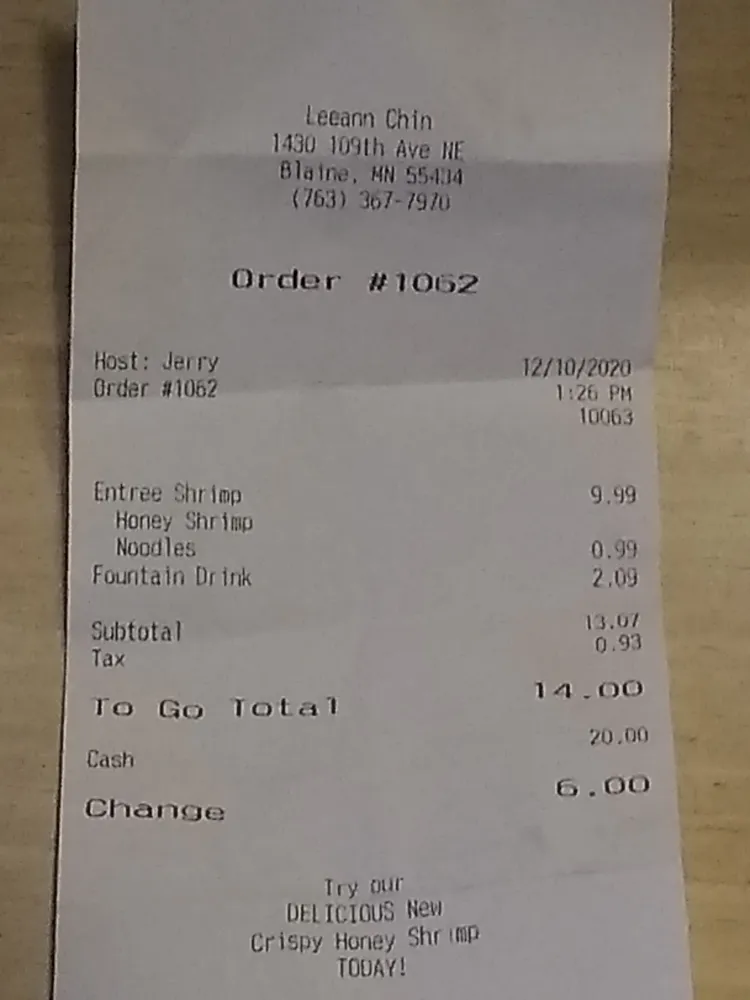 Leeann Chin
1430 109th Ave NE
Blaine, MN 55434
(763) 367-7970
Order #1062
Host: Jerry 12/10/2020
Order #1062 1:26 PM
10063
Entree Shrimp 9.99
Honey Shrimp
Noodles 0.99
Fountain Drink 2.09
Subtotal 13.07
Tax 0.93
To Go Total 14.00
Cash 20.00
Change 6.00
Try our
DELICIOUS New
Crispy Honey Shrimp
TODAY!